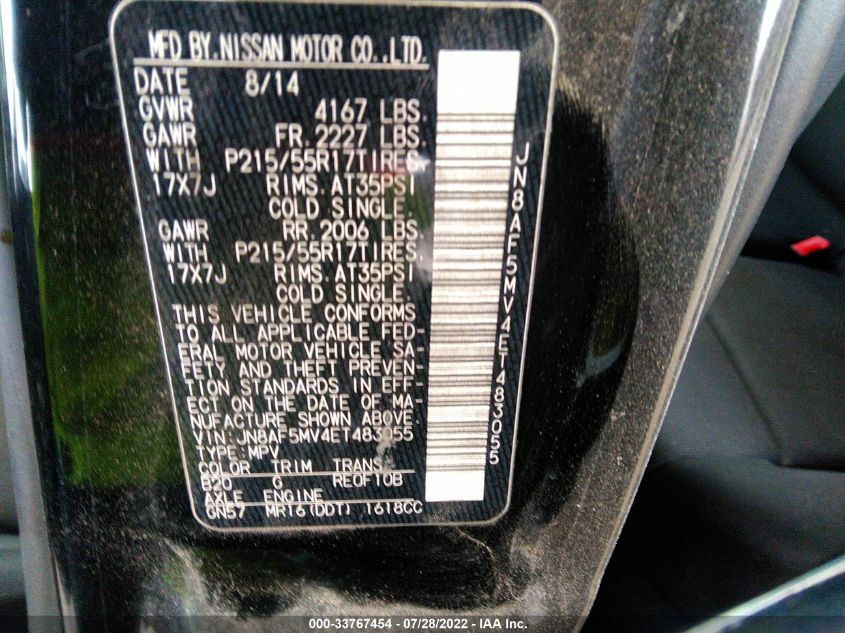 MFD BY.NISSAN MOTOR CO.,LTD.
DATE 8/14
GVWR 4167 LBS.
GAWR FR.2227 LBS.
WITH P215/55R17TIRES.
17X7J RIMS.AT35PSI
COLD SINGLE.
GAWR RR.2006 LBS.
WITH P215/55R17TIRES.
17X7J RIMS.AT35PSI
COLD SINGLE.
THIS VEHICLE CONFORMS
TO ALL APPLICABLE FED-
ERAL MOTOR VEHICLE SA-
FETY AND THEFT PREVEN-
TION STANDARDS IN EFF-
ECT ON THE DATE OF MA-
NUFACTURE SHOWN ABOVE.
VIN:JN8AF5MV4ET483055
TYPE:MPV
COLOR TRIM TRANS
B20 G RE0F10B
AXLE ENGINE
GN57 MR16(DDT) 1618CC
JN8AF5MV4ET483055
000-33767454 / 07/28/2022 - IAA Inc.